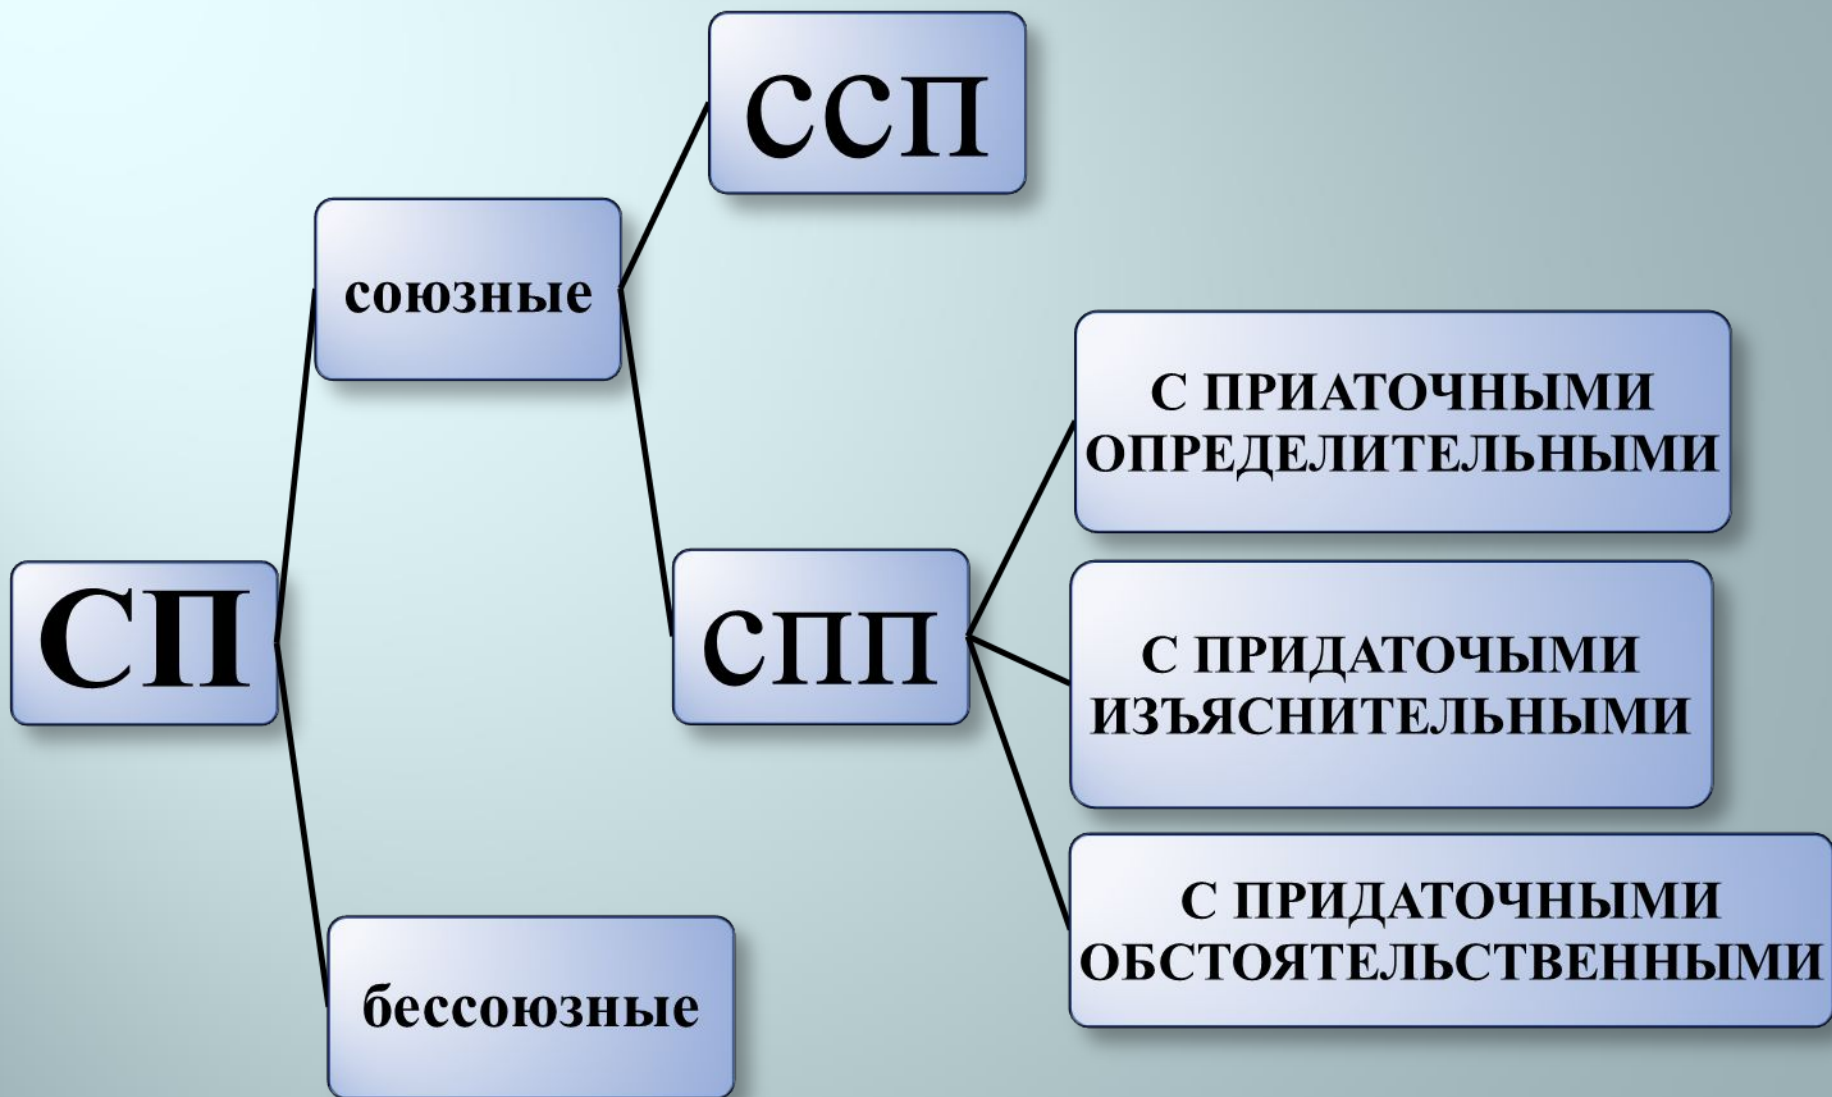 ССП
союзные
С ПРИАТОЧНЫМИ
ОПРЕДЕЛИТЕЛЬНЫМИ
СП
СПП
С ПРИДАТОЧЫМИ
ИЗЪЯСНИТЕЛЬНЫМИ
С ПРИДАТОЧНЫМИ
ОБСТОЯТЕЛЬСТВЕННЫМИ
бессоюзные